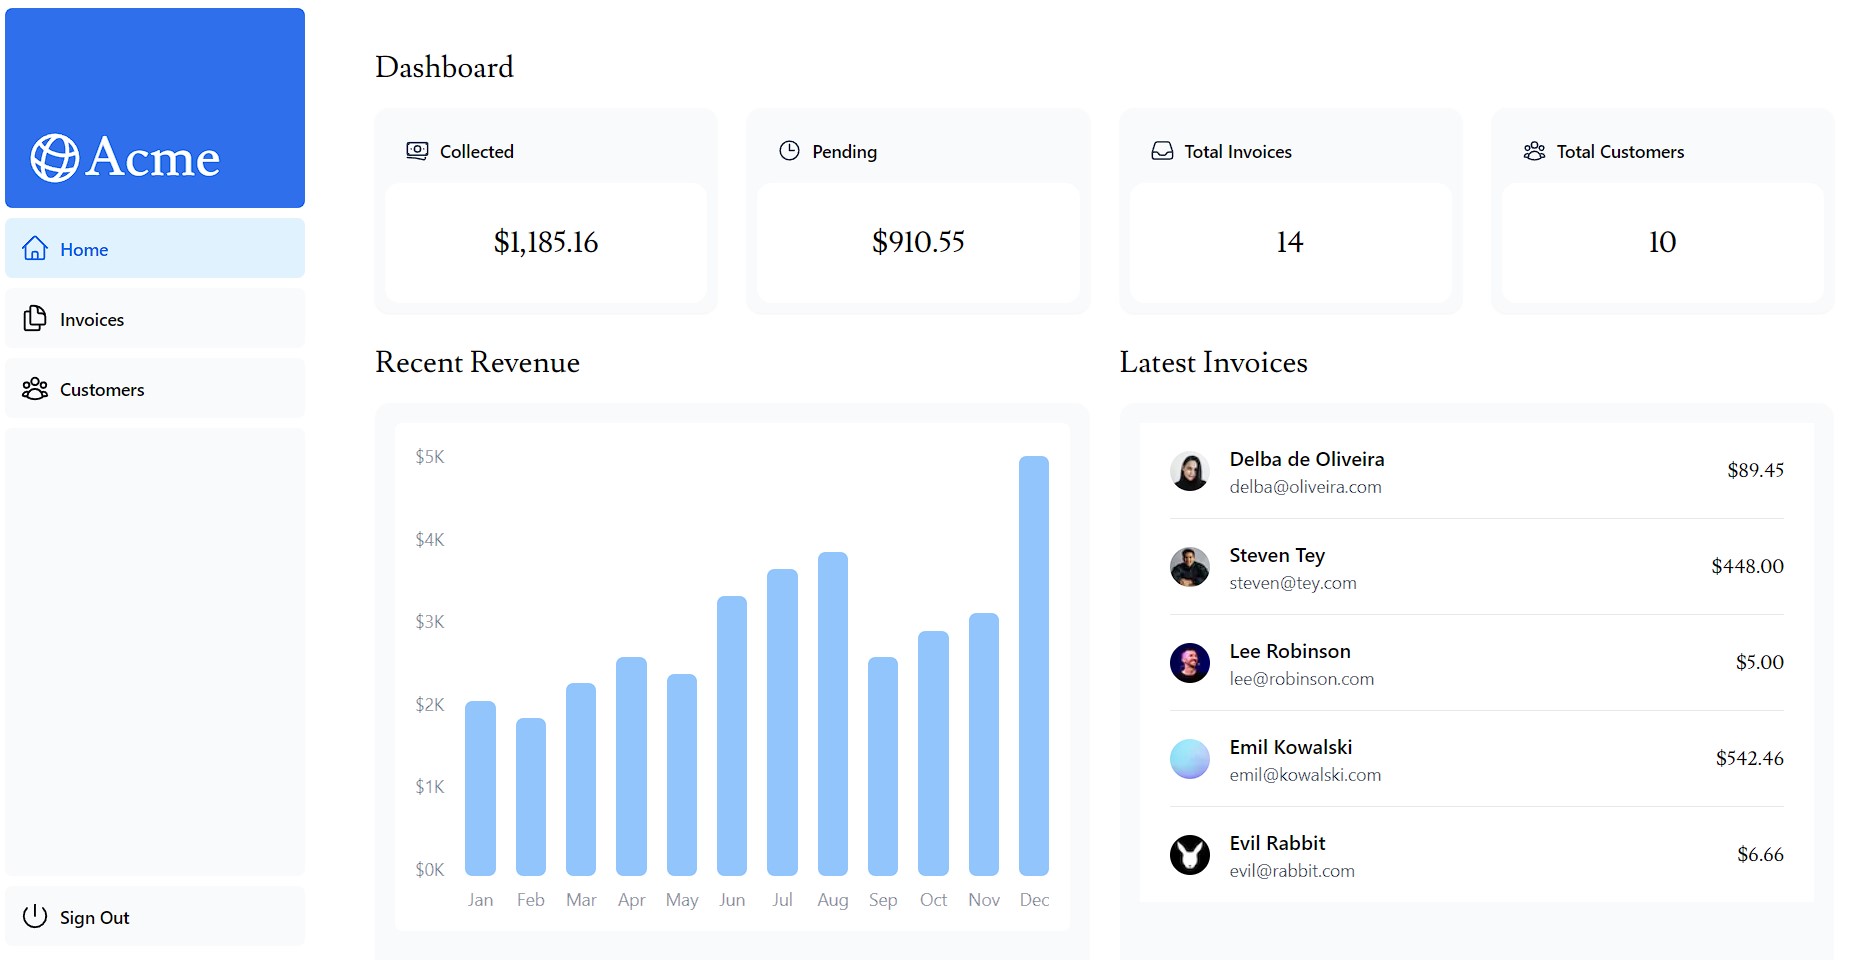 Acme
Home
Invoices
Customers
Sign Out
Dashboard
Collected
$1,185.16
Pending
$910.55
Total Invoices
14
Total Customers
10
Recent Revenue
$5K
$4K
$3K
$2K
$1K
$0K
Jan Feb Mar Apr May Jun Jul Aug Sep Oct Nov Dec
Latest Invoices
Delba de Oliveira
delba@oliveira.com
$89.45
Steven Tey
steven@tey.com
$448.00
Lee Robinson
lee@robinson.com
$5.00
Emil Kowalski
emil@kowalski.com
$542.46
Evil Rabbit
evil@rabbit.com
$6.66